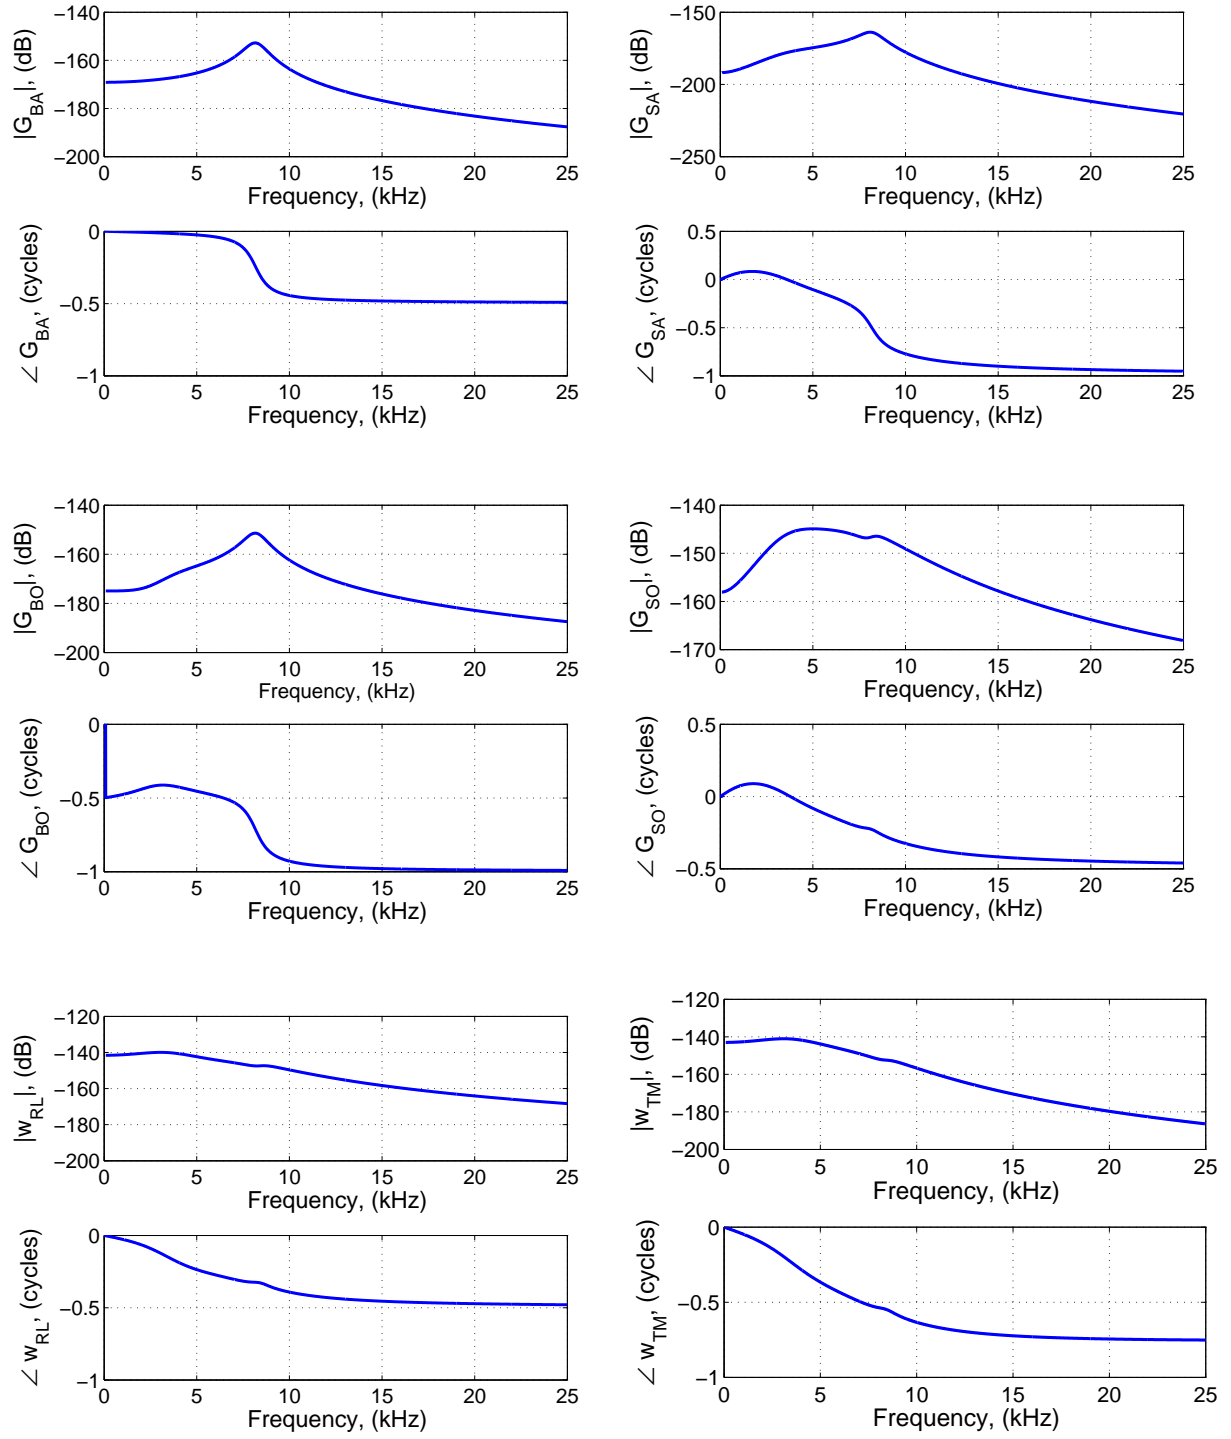 −140
−160
−180
−200
|G_BA|, (dB)
0 5 10 15 20 25
Frequency, (kHz)
−150
−200
−250
|G_SA|, (dB)
0 5 10 15 20 25
Frequency, (kHz)
0
−0.5
−1
∠ G_BA, (cycles)
0 5 10 15 20 25
Frequency, (kHz)
0.5
0
−0.5
−1
∠ G_SA, (cycles)
0 5 10 15 20 25
Frequency, (kHz)
−140
−160
−180
−200
|G_BO|, (dB)
0 5 10 15 20 25
Frequency, (kHz)
−140
−150
−160
−170
|G_SO|, (dB)
0 5 10 15 20 25
Frequency, (kHz)
0
−0.5
−1
∠ G_BO, (cycles)
0 5 10 15 20 25
Frequency, (kHz)
0.5
0
−0.5
∠ G_SO, (cycles)
0 5 10 15 20 25
Frequency, (kHz)
−120
−140
−160
−180
−200
|w_RL|, (dB)
0 5 10 15 20 25
Frequency, (kHz)
−120
−140
−160
−180
−200
|w_TM|, (dB)
0 5 10 15 20 25
Frequency, (kHz)
0
−0.5
−1
∠ w_RL, (cycles)
0 5 10 15 20 25
Frequency, (kHz)
0
−0.5
−1
∠ w_TM, (cycles)
0 5 10 15 20 25
Frequency, (kHz)